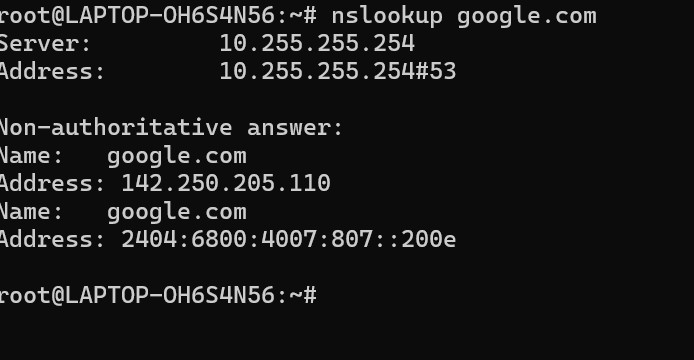 root@LAPTOP-OH6S4N56:~# nslookup google.com
Server:         10.255.255.254
Address:        10.255.255.254#53

Non-authoritative answer:
Name:   google.com
Address: 142.250.205.110
Name:   google.com
Address: 2404:6800:4007:807::200e

root@LAPTOP-OH6S4N56:~#